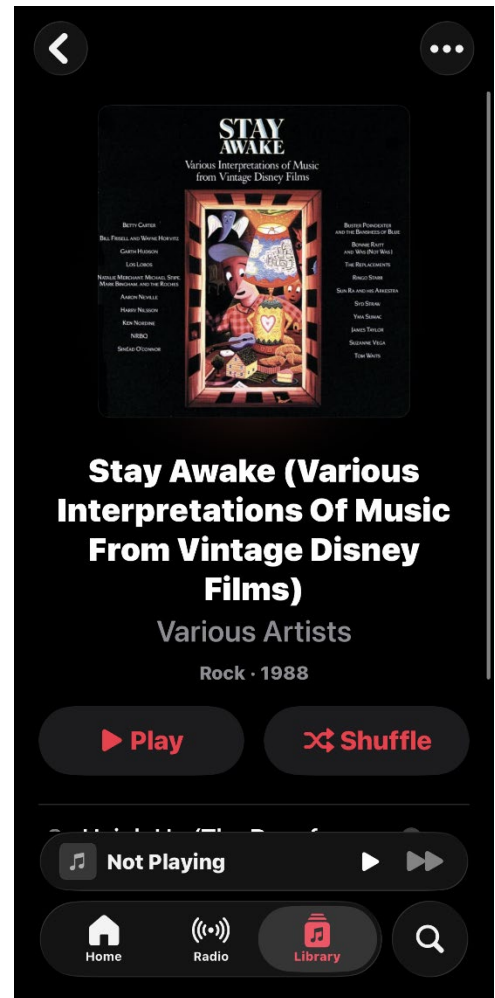 STAY
AWAKE
Various Interpretations of Music
from Vintage Disney Films
BETTY CARTER
BILL FRISELL AND WAYNE HORVITZ
GARTH HUDSON
LOS LOBOS
NATALIE MERCHANT, MICHAEL STIPE,
MARK BINGHAM, AND THE ROCHES
AARON NEVILLE
HARRY NILSSON
KEN NORDINE
NRBQ
SINÉAD O'CONNOR
BUSTER POINDEXTER
AND THE BANSHEES OF BLUE
BONNIE RAITT
AND WAS (NOT WAS)
THE REPLACEMENTS
RINGO STARR
SUN RA AND HIS ARKESTRA
SYD STRAW
YMA SUMAC
JAMES TAYLOR
SUZANNE VEGA
TOM WAITS
Stay Awake (Various
Interpretations Of Music
From Vintage Disney
Films)
Various Artists
Rock · 1988
Play
Shuffle
Not Playing
Home
Radio
Library